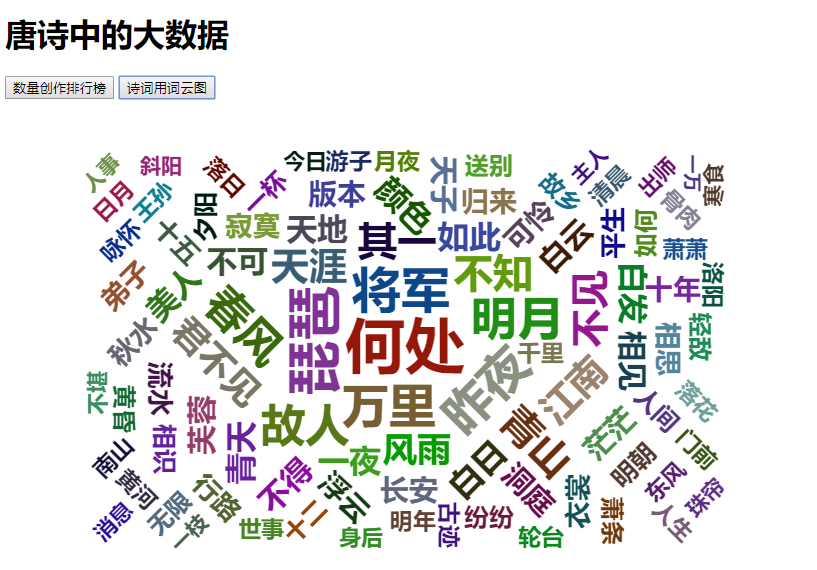 唐诗中的大数据
数量创作排行榜
诗词用词云图
人事
斜阳
落日
一杯
今日
游子
月夜
天子
送别
故乡
主人
清晨
师出
一万
日月
王孙
夕阳
版本
颜色
归来
骨肉
咏怀
十五
寂寞
天地
其一
如此
可怜
白云
平生
如何
萧萧
弟子
美人
不可
天涯
将军
不知
明月
不见
白发
十年
洛阳
秋水
春风
君不见
琵琶
何处
千里
相见
相思
轻敌
不堪
黄昏
流水
芙蓉
故人
万里
昨夜
江南
落花
南山
相识
青天
一夜
风雨
青山
茫茫
人间
门前
黄河
行路
不得
浮云
长安
白日
洞庭
衣裳
明朝
东风
珠帘
消息
无限
一枝
世事
十二
身后
明年
古迹
纷纷
轮台
萧条
人生